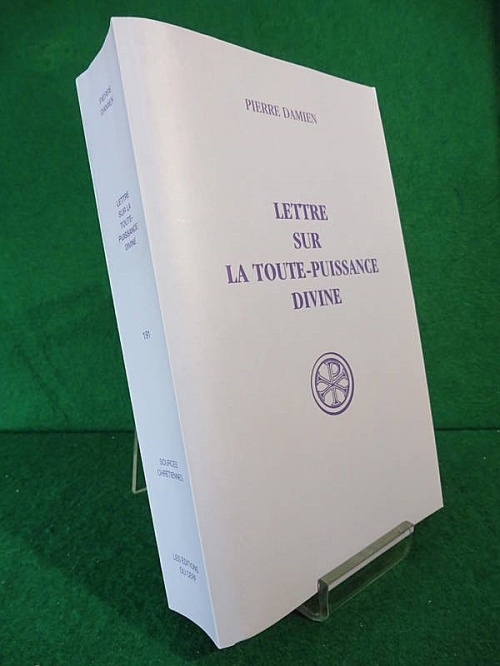 PIERRE DAMIEN
LETTRE
SUR
LA TOUTE-PUISSANCE
DIVINE
PIERRE
DAMIEN
LETTRE
SUR LA
TOUTE-
PUISSANCE
DIVINE
191
SOURCES
CHRÉTIENNES
LES ÉDITIONS
DU CERF